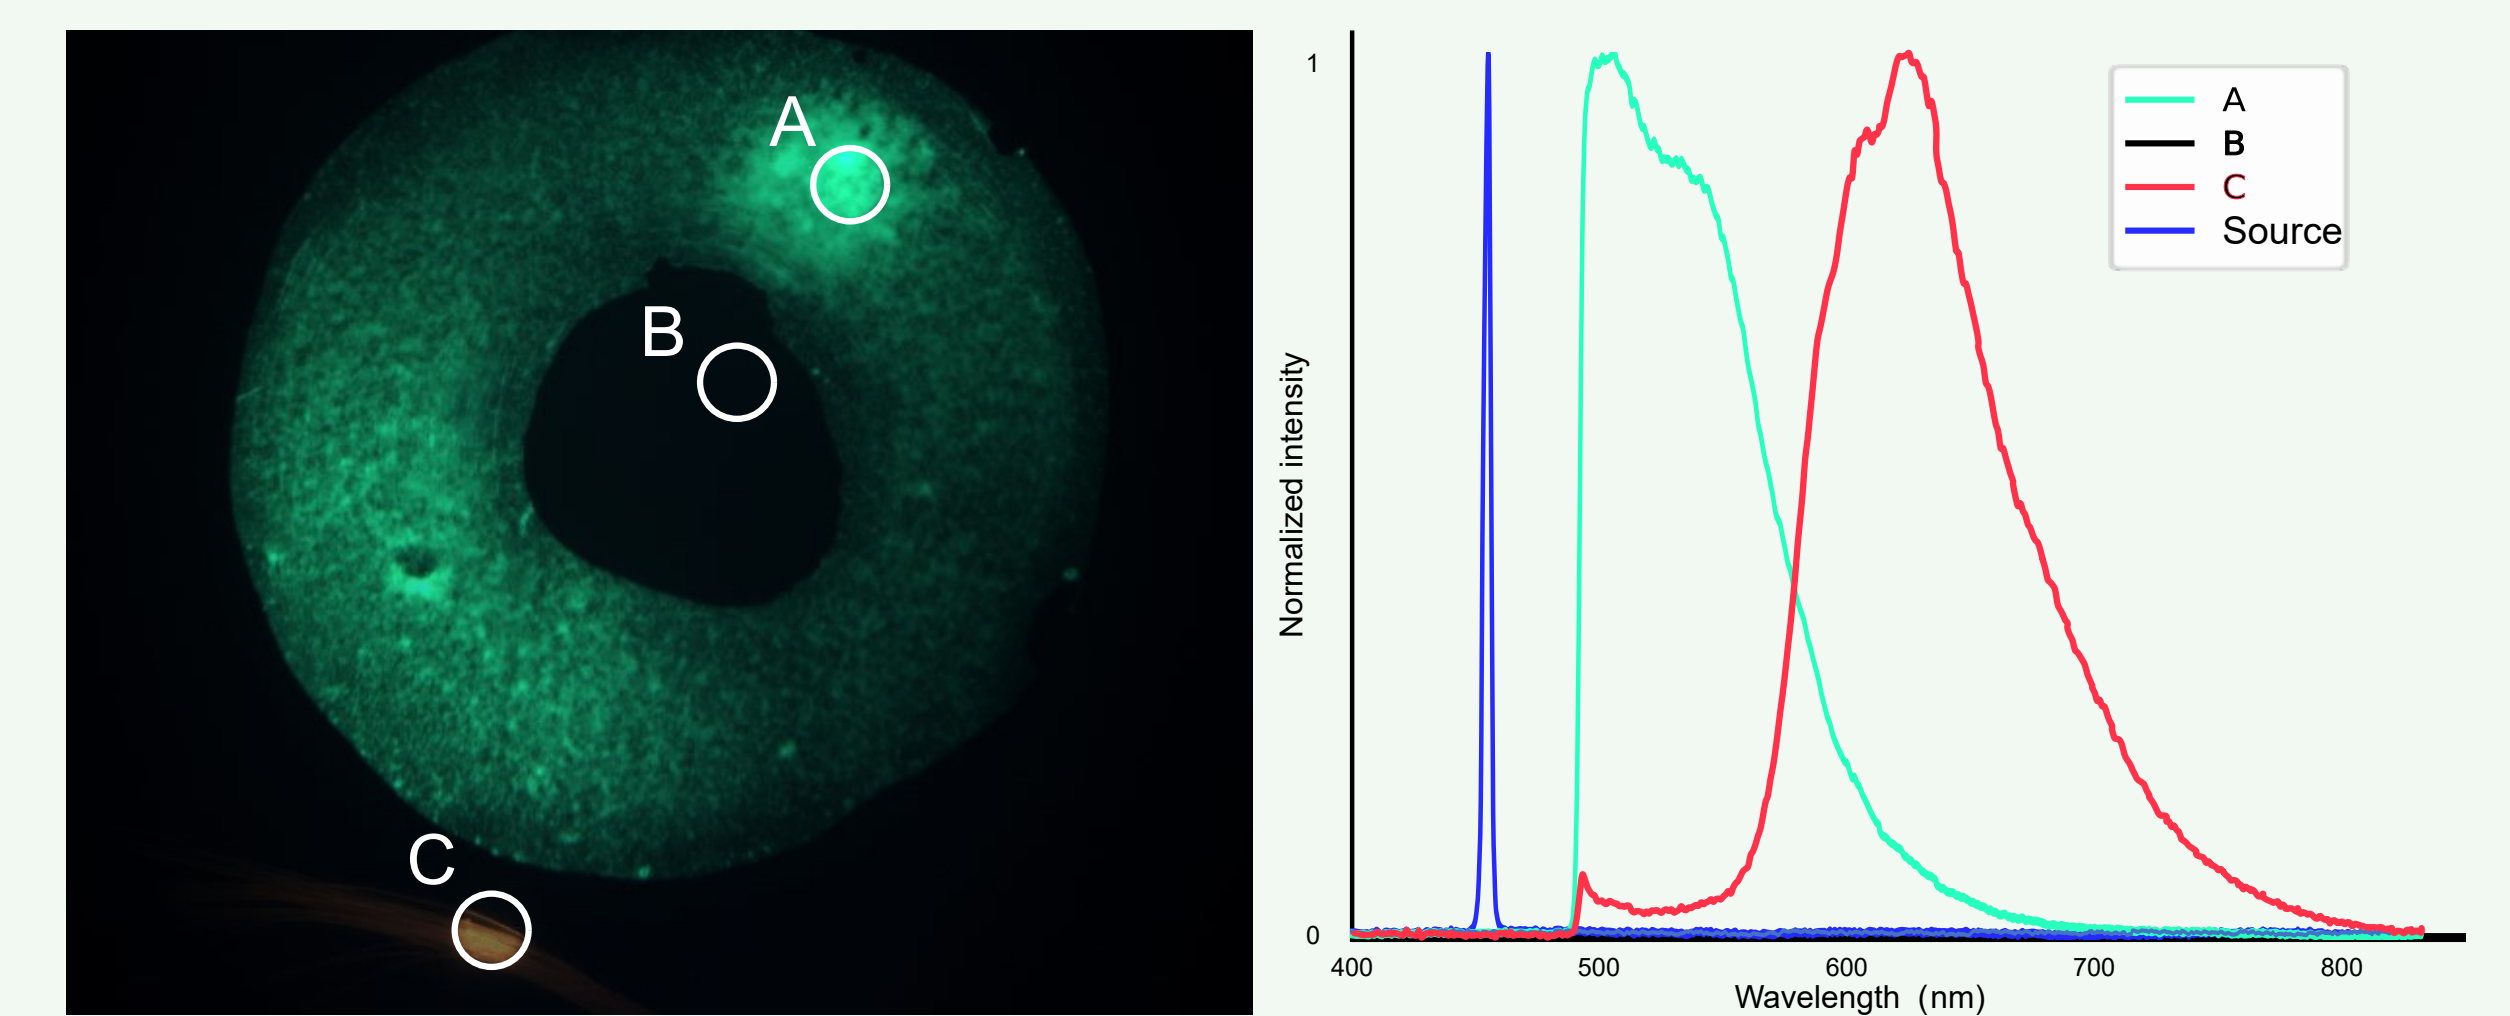 A
B
C
Normalized intensity
1
0
400 500 600 700 800
Wavelength (nm)
A
B
C
Source